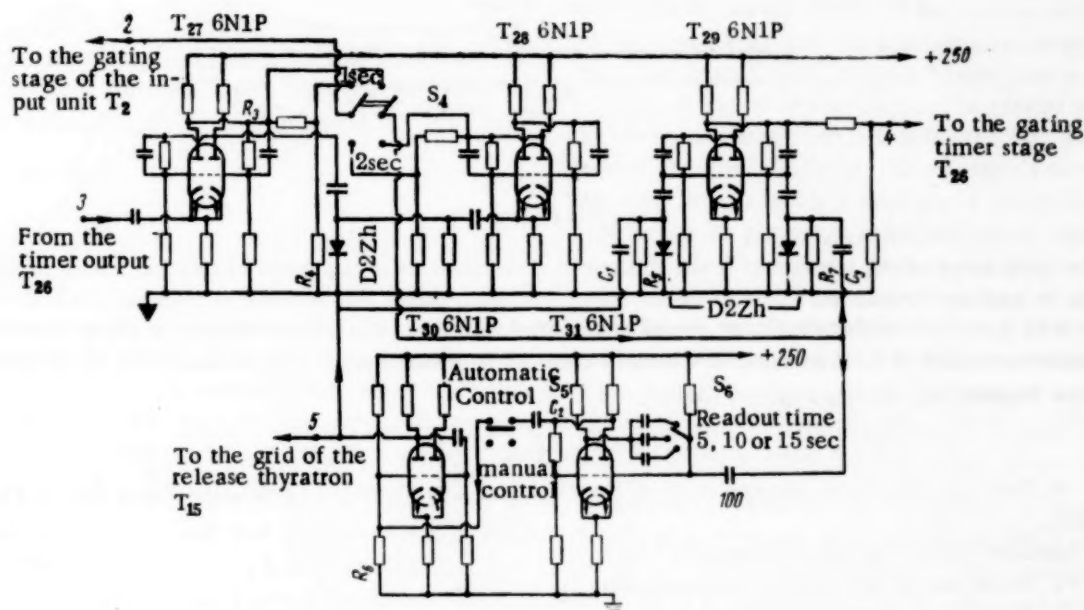 T27 6N1P
T28 6N1P
T29 6N1P
2
+250
To the gating
stage of the in-
put unit T2
1sec
S4
R3
2sec
4
To the gating
timer stage
T26
3
From the
timer output
T26
R4
D2Zh
C1
R5
R7
C3
D2Zh
T30 6N1P
T31 6N1P
+250
Automatic
Control
S5
C2
S6
Readout time
5, 10 or 15 sec
5
To the grid of the
release thyratron
T15
manual
control
100
R6